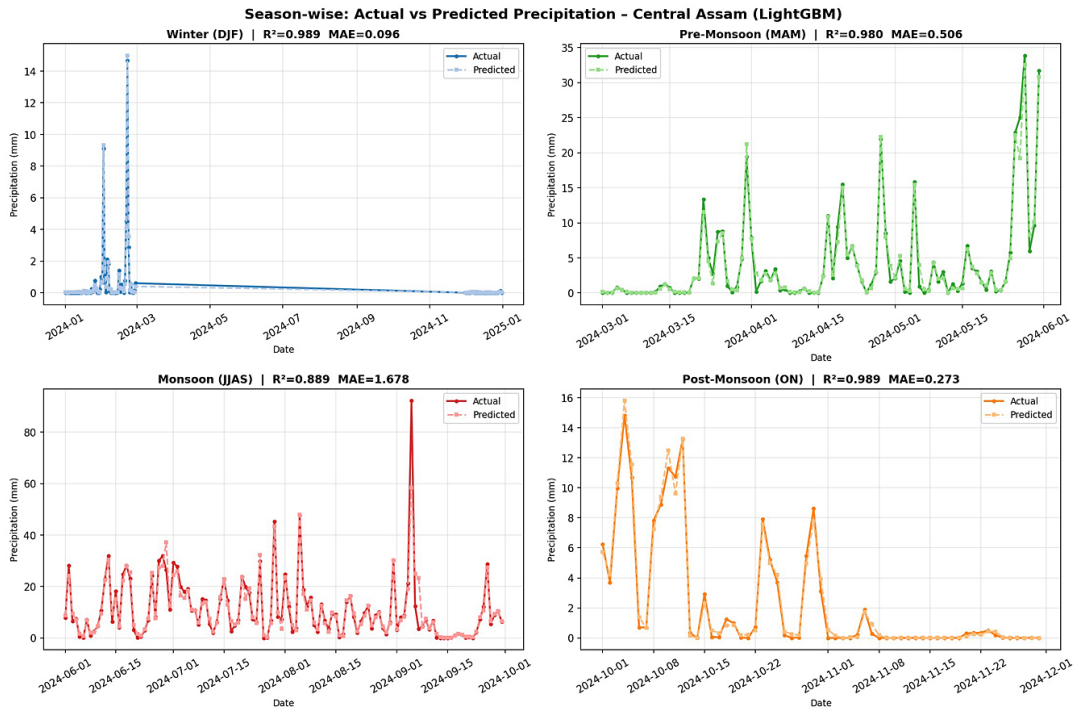 Season-wise: Actual vs Predicted Precipitation – Central Assam (LightGBM)
Winter (DJF) | R²=0.989 MAE=0.096
Precipitation (mm)
14
12
10
8
6
4
2
0
Actual
Predicted
2024-01
2024-03
2024-05
2024-07
2024-09
2024-11
2025-01
Date
Pre-Monsoon (MAM) | R²=0.980 MAE=0.506
Precipitation (mm)
35
30
25
20
15
10
5
0
Actual
Predicted
2024-03-01
2024-03-15
2024-04-01
2024-04-15
2024-05-01
2024-05-15
2024-06-01
Date
Monsoon (JJAS) | R²=0.889 MAE=1.678
Precipitation (mm)
80
60
40
20
0
Actual
Predicted
2024-06-01
2024-06-15
2024-07-01
2024-07-15
2024-08-01
2024-08-15
2024-09-01
2024-09-15
2024-10-01
Date
Post-Monsoon (ON) | R²=0.989 MAE=0.273
Precipitation (mm)
16
14
12
10
8
6
4
2
0
Actual
Predicted
2024-10-01
2024-10-08
2024-10-15
2024-10-22
2024-11-01
2024-11-08
2024-11-15
2024-11-22
2024-12-01
Date